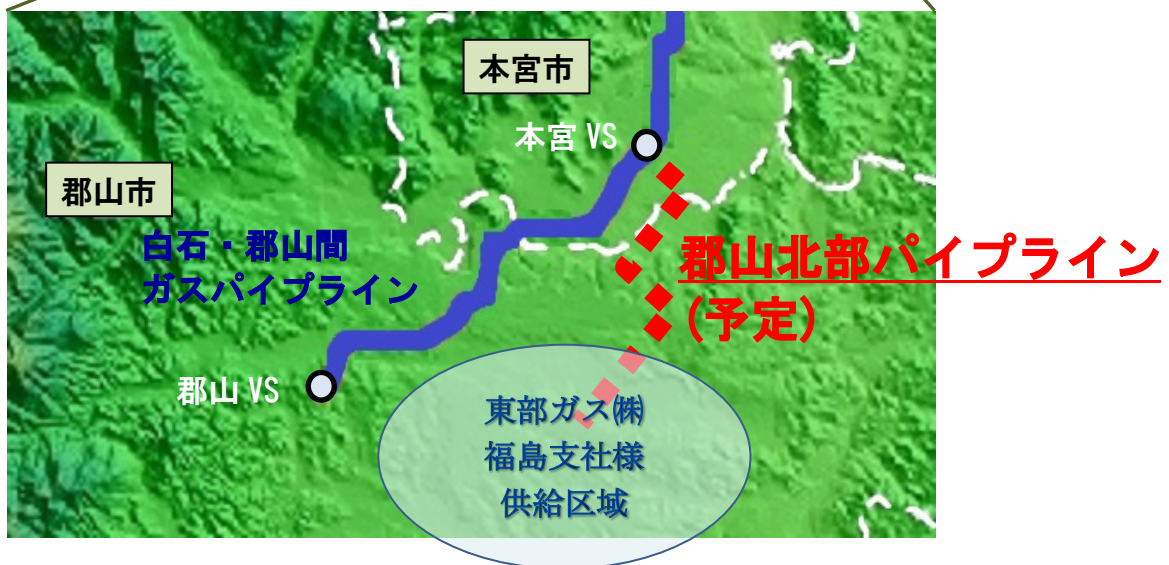 本宮市
本宮 VS
郡山市
白石・郡山間
ガスパイプライン
郡山北部パイプライン
(予定)
郡山 VS
東部ガス㈱
福島支社様
供給区域